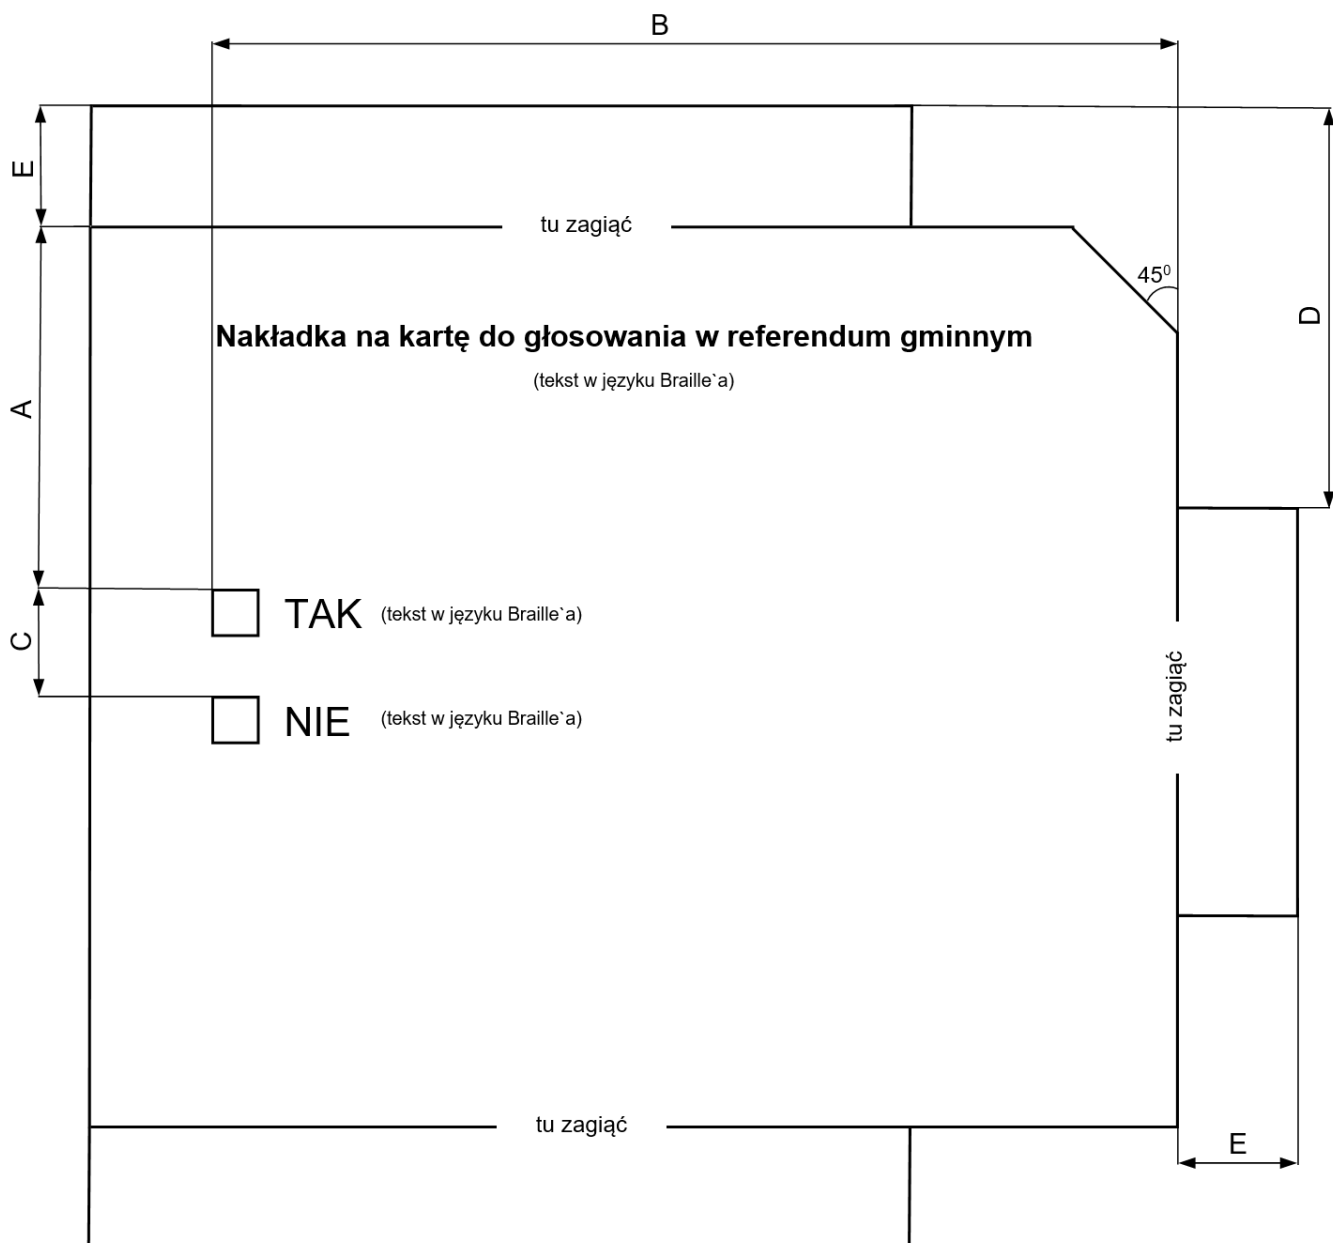 B
E
tu zagiąć
45⁰
D
Nakładka na kartę do głosowania w referendum gminnym
(tekst w języku Braille`a)
A
TAK (tekst w języku Braille`a)
C
tu zagiąć
NIE (tekst w języku Braille`a)
tu zagiąć
E